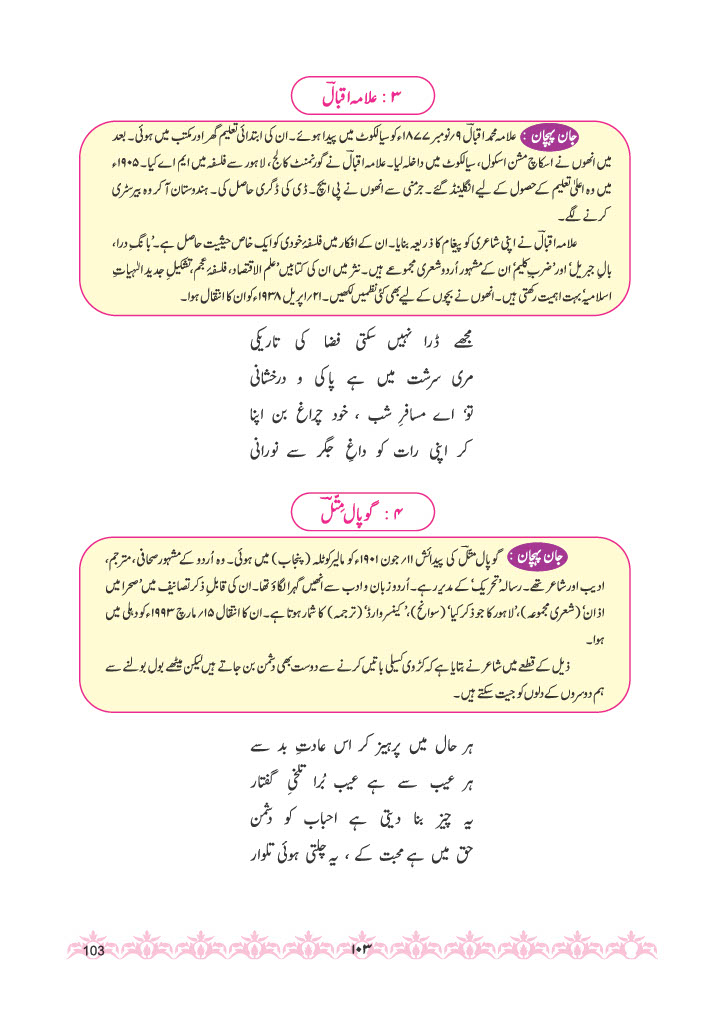 ۳ : علامہ اقبالؔ
جان پہچان : علامہ محمد اقبالؔ ۹؍نومبر ۱۸۷۷ء کو سیالکوٹ میں پیدا ہوئے۔ ان کی ابتدائی تعلیم گھر اور مکتب میں ہوئی۔ بعد
میں انھوں نے اسکاچ مشن اسکول، سیالکوٹ میں داخلہ لیا۔ علامہ اقبالؔ نے گورنمنٹ کالج، لاہور سے فلسفہ میں ایم اے کیا۔ ۱۹۰۵ء
میں وہ اعلیٰ تعلیم کے حصول کے لیے انگلینڈ گئے۔ جرمنی سے انھوں نے پی ایچ۔ ڈی کی ڈگری حاصل کی۔ ہندوستان آکر وہ بیرسٹری
کرنے لگے۔
علامہ اقبالؔ نے اپنی شاعری کو پیغام کا ذریعہ بنایا۔ ان کے افکار میں فلسفۂ خودی کو ایک خاص حیثیت حاصل ہے۔ 'بانگِ درا،
بالِ جبریل' اور 'ضربِ کلیم' ان کے مشہور اُردو شعری مجموعے ہیں۔ نثر میں ان کی کتابیں 'علم الاقتصاد، فلسفۂ عجم، تشکیلِ جدید الٰہیاتِ
اسلامیہ' بہت اہمیت رکھتی ہیں۔ انھوں نے بچوں کے لیے بھی کئی نظمیں لکھیں۔ ۲۱؍اپریل ۱۹۳۸ء کو ان کا انتقال ہوا۔
مجھے ڈرا نہیں سکتی فضا کی تاریکی
مری سرشت میں ہے پاکی و درخشانی
تُو اے مسافرِ شب ، خود چراغ بن اپنا
کر اپنی رات کو داغِ جگر سے نورانی
۴ : گوپال مِتّلؔ
جان پہچان : گوپال متّلؔ کی پیدائش ۱۱؍جون ۱۹۰۱ء کو مالیر کوٹلہ (پنجاب) میں ہوئی۔ وہ اُردو کے مشہور صحافی، مترجم،
ادیب اور شاعر تھے۔ رسالہ 'تحریک' کے مدیر رہے۔ اُردو زبان و ادب سے انھیں گہرا لگاؤ تھا۔ ان کی قابلِ ذکر تصانیف میں 'صحرا میں
اذان' (شعری مجموعہ)، 'لاہور کا جو ذکر کیا' (سوانح)، 'کینسر وارڈ' (ترجمہ) کا شمار ہوتا ہے۔ ان کا انتقال ۱۵؍مارچ ۱۹۹۳ء کو دہلی میں
ہوا۔
ذیل کے قطعے میں شاعر نے بتایا ہے کہ کڑوی کسیلی باتیں کرنے سے دوست بھی دشمن بن جاتے ہیں لیکن میٹھے بول بولنے سے
ہم دوسروں کے دلوں کو جیت سکتے ہیں۔
ہر حال میں پرہیز کر اس عادتِ بد سے
ہر عیب سے ہے عیب بُرا تلخیِ گفتار
یہ چیز بنا دیتی ہے احباب کو دشمن
حق میں ہے محبت کے ، یہ چلتی ہوئی تلوار
۱۰۳
103